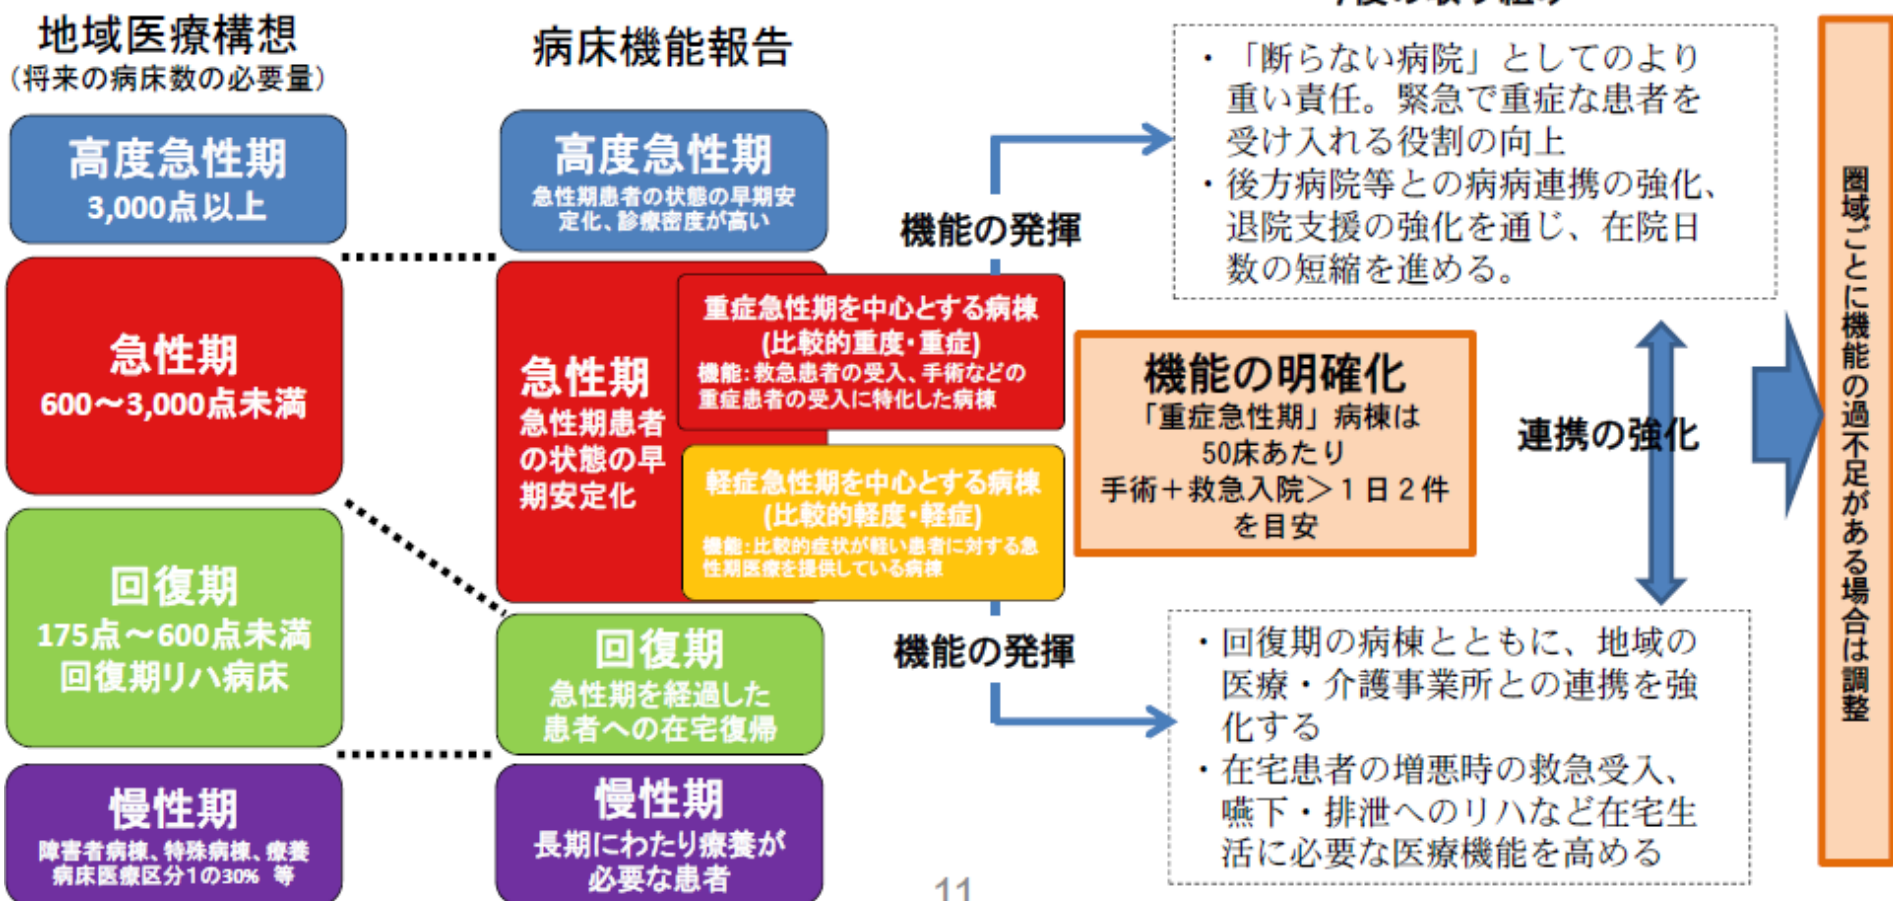 地域医療構想
（将来の病床数の必要量）
高度急性期
3,000点以上
急性期
600～3,000点未満
回復期
175点～600点未満
回復期リハ病床
慢性期
障害者病棟、特殊病棟、療養
病床医療区分1の30% 等
病床機能報告
高度急性期
急性期患者の状態の早期安
定化、診療密度が高い
急性期
急性期患者
の状態の早
期安定化
重症急性期を中心とする病棟
(比較的重度・重症)
機能：救急患者の受入、手術などの
重症患者の受入に特化した病棟
軽症急性期を中心とする病棟
(比較的軽度・軽症)
機能：比較的症状が軽い患者に対する急
性期医療を提供している病棟
回復期
急性期を経過した
患者への在宅復帰
慢性期
長期にわたり療養が
必要な患者
機能の発揮
機能の発揮
・「断らない病院」としてのより
重い責任。緊急で重症な患者を
受け入れる役割の向上
・後方病院等との病病連携の強化、
退院支援の強化を通じ、在院日
数の短縮を進める。
機能の明確化
「重症急性期」病棟は
50床あたり
手術＋救急入院＞１日２件
を目安
連携の強化
・回復期の病棟とともに、地域の
医療・介護事業所との連携を強
化する
・在宅患者の増悪時の救急受入、
嚥下・排泄へのリハなど在宅生
活に必要な医療機能を高める
圏域ごとに機能の過不足がある場合は調整
11